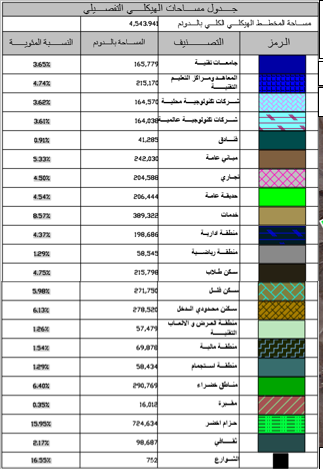 جدول مساحات الهيكلي التفصيلي
مساحة المخطط الهيكلي الكلي بالدونم 4,543.941
الرمز التصنيف المساحة بالدونم النسبة المئوية
جامعات تقنية 165,779 3.65%
المعاهد ومراكز التعليم التقنية 215,170 4.74%
شركات تكنولوجية محلية 164,570 3.62%
شركات تكنولوجية عالمية 164,038 3.61%
فنادق 41,285 0.91%
مباني عامة 242,030 5.33%
تجاري 204,588 4.50%
حديقة عامة 206,444 4.54%
خدمات 389,322 8.57%
منطقة ادارية 198,686 4.37%
منطقة رياضية 58,545 1.29%
سكن طلاب 215,798 4.75%
سكن فلل 271,750 5.98%
سكن محدودي الدخل 278,520 6.13%
منطقة العرض و الالعاب التقنية 57,479 1.26%
منطقة مالية 69,878 1.54%
منطقة استجمام 58,434 1.29%
مناطق خضراء 290,769 6.40%
مقبرة 16,012 0.35%
حزام اخضر 724,634 15.95%
ثقافي 98,687 2.17%
الشوارع 752 16.55%